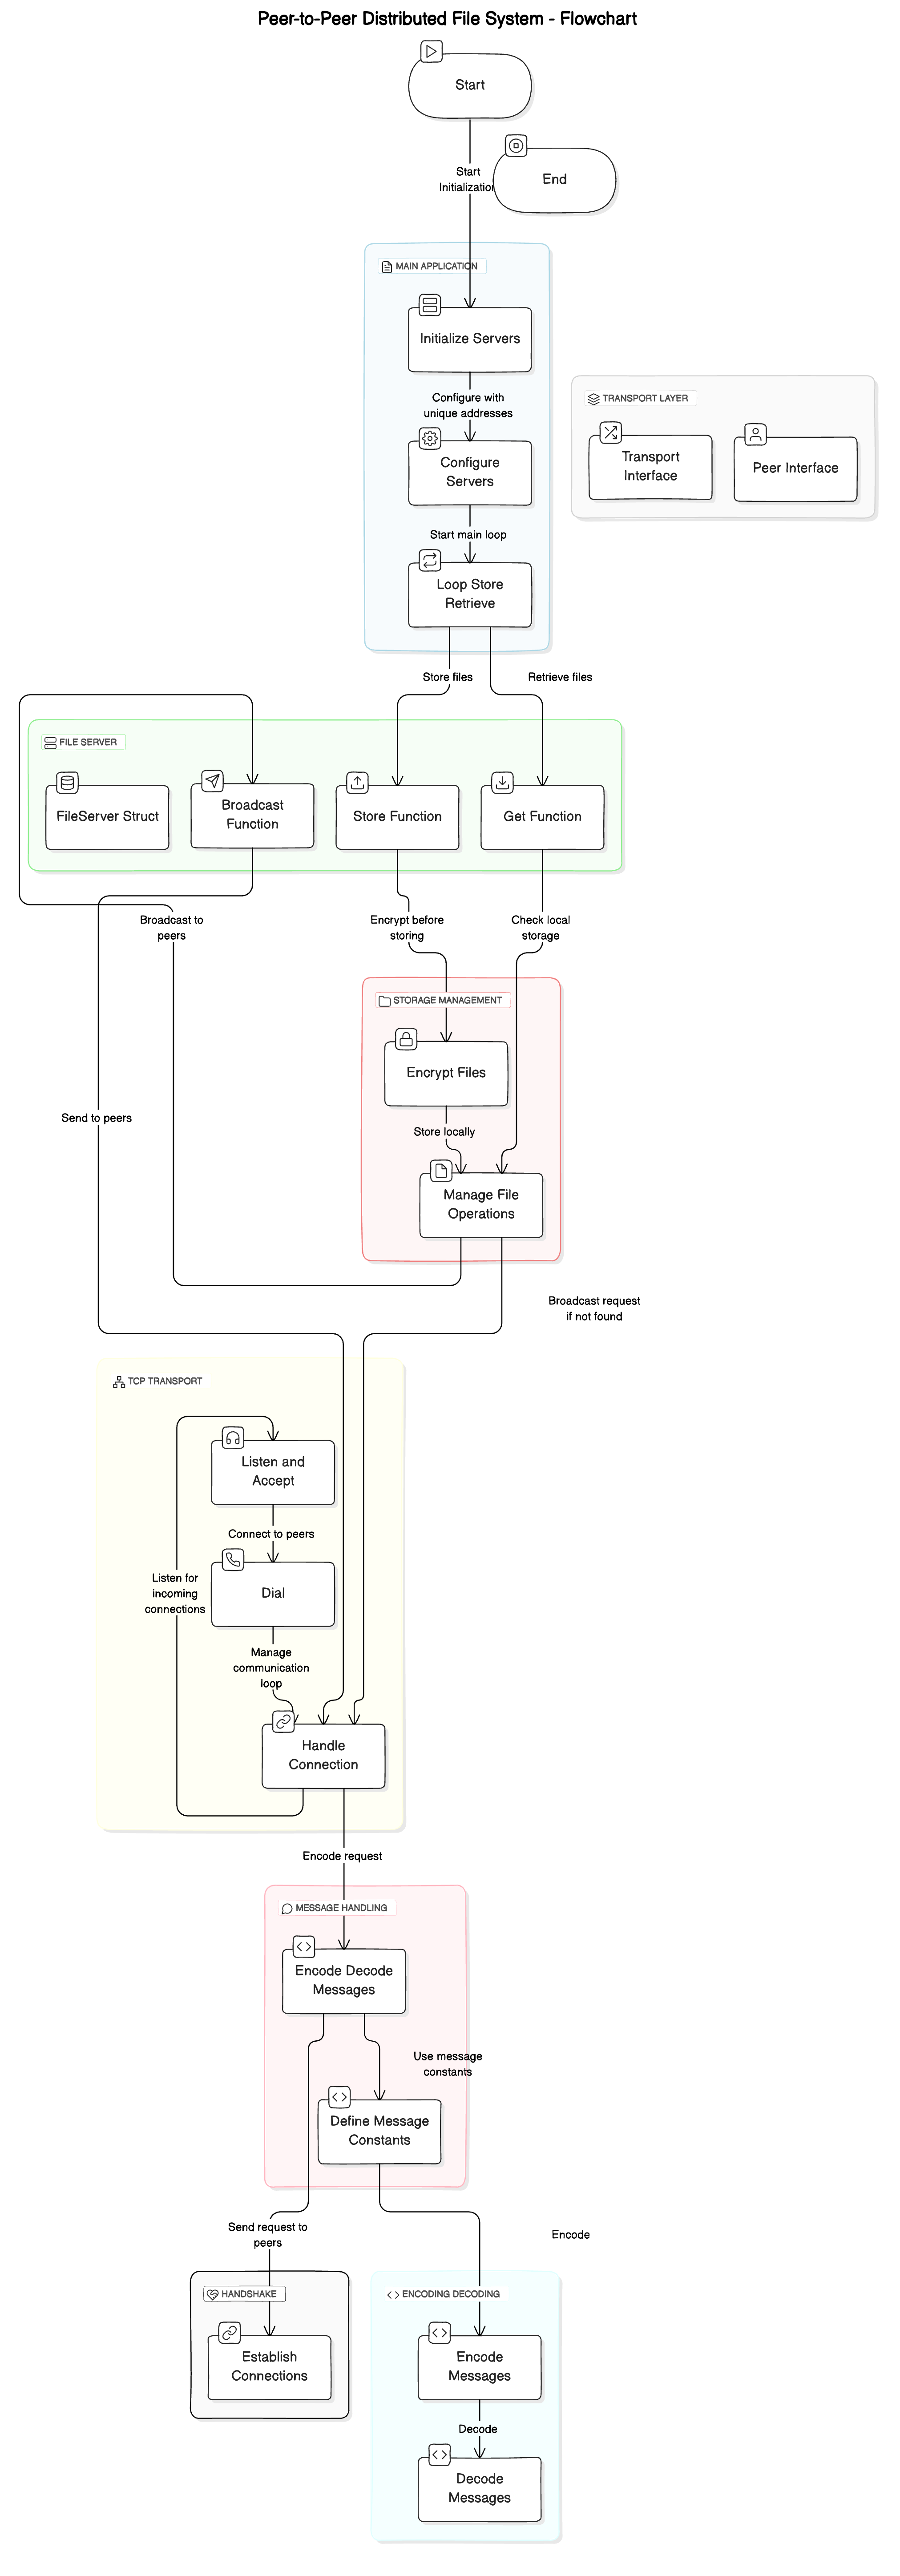 Peer-to-Peer Distributed File System - Flowchart
Start
Start
Initialization
End
MAIN APPLICATION
Initialize Servers
Configure with
unique addresses
Configure
Servers
Start main loop
Loop Store
Retrieve
TRANSPORT LAYER
Transport
Interface
Peer Interface
Store files
Retrieve files
FILE SERVER
FileServer Struct
Broadcast
Function
Store Function
Get Function
Broadcast to
peers
Encrypt before
storing
Check local
storage
STORAGE MANAGEMENT
Encrypt Files
Send to peers
Store locally
Manage File
Operations
Broadcast request
if not found
TCP TRANSPORT
Listen and
Accept
Connect to peers
Dial
Listen for
incoming
connections
Manage
communication
loop
Handle
Connection
Encode request
MESSAGE HANDLING
Encode Decode
Messages
Use message
constants
Define Message
Constants
Send request to
peers
Encode
HANDSHAKE
Establish
Connections
ENCODING DECODING
Encode
Messages
Decode
Decode
Messages